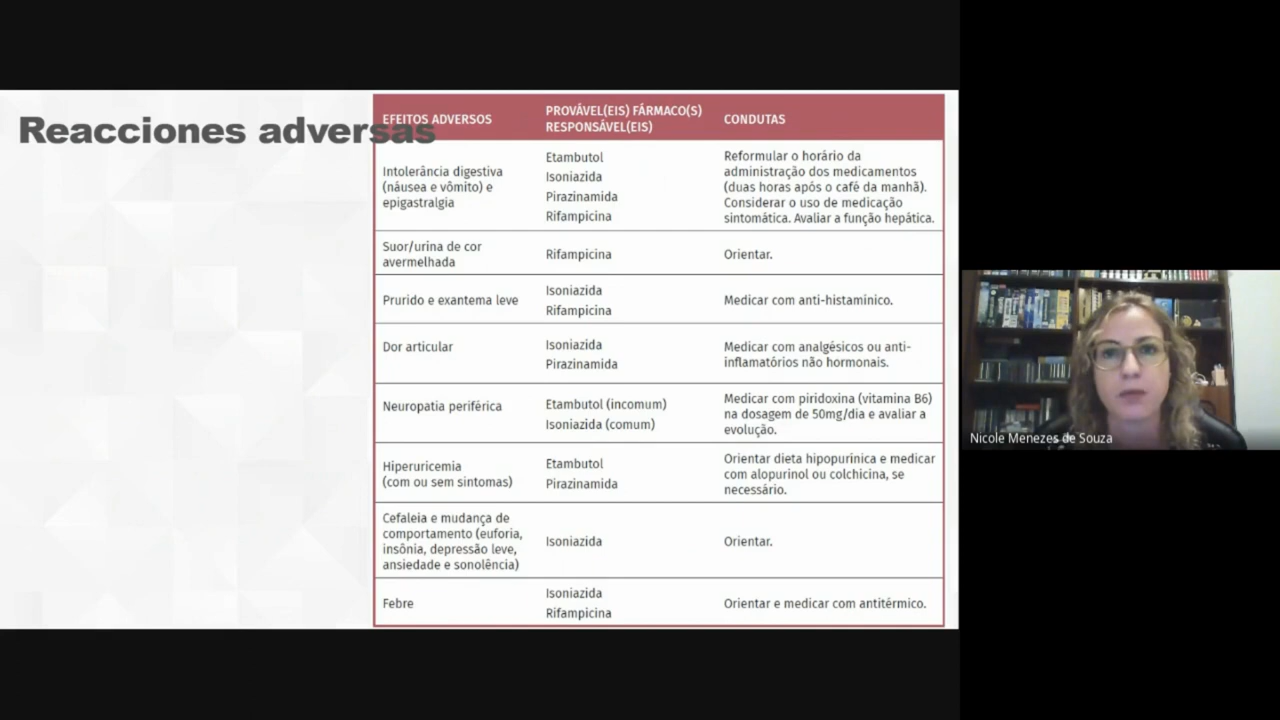 Reacciones adversas
EFEITOS ADVERSOS
PROVÁVEL(EIS) FÁRMACO(S)
RESPONSÁVEL(EIS)
CONDUTAS
Intolerância digestiva
(náusea e vômito) e
epigastralgia
Etambutol
Isoniazida
Pirazinamida
Rifampicina
Reformular o horário da
administração dos medicamentos
(duas horas após o café da manhã).
Considerar o uso de medicação
sintomática. Avaliar a função hepática.
Suor/urina de cor
avermelhada
Rifampicina
Orientar.
Prurido e exantema leve
Isoniazida
Rifampicina
Medicar com anti-histamínico.
Dor articular
Isoniazida
Pirazinamida
Medicar com analgésicos ou anti-
inflamatórios não hormonais.
Neuropatia periférica
Etambutol (incomum)
Isoniazida (comum)
Medicar com piridoxina (vitamina B6)
na dosagem de 50mg/dia e avaliar a
evolução.
Hiperuricemia
(com ou sem sintomas)
Etambutol
Pirazinamida
Orientar dieta hipopurínica e medicar
com alopurinol ou colchicina, se
necessário.
Cefaleia e mudança de
comportamento (euforia,
insônia, depressão leve,
ansiedade e sonolência)
Isoniazida
Orientar.
Febre
Isoniazida
Rifampicina
Orientar e medicar com antitérmico.
Nicole Menezes de Souza